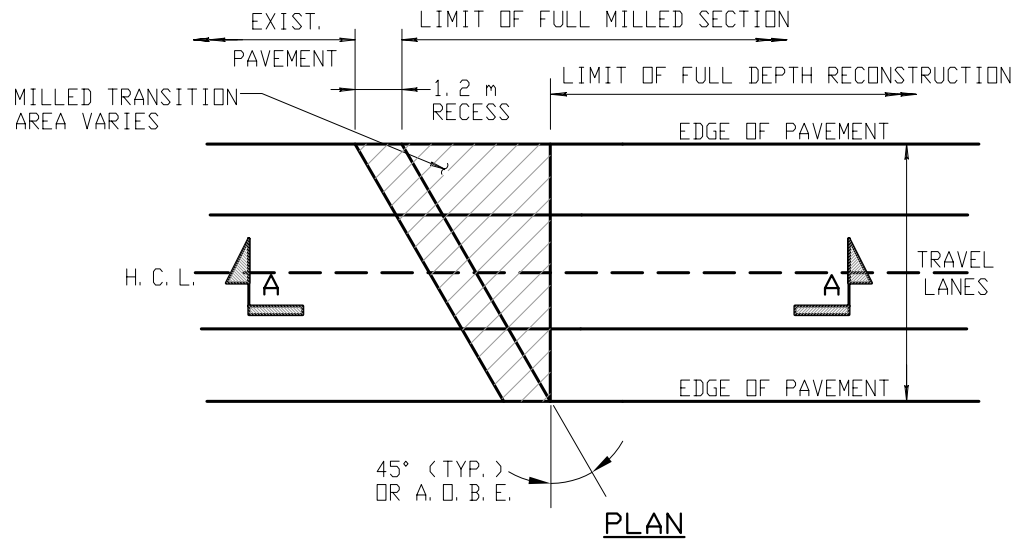 EXIST.
PAVEMENT
LIMIT OF FULL MILLED SECTION
LIMIT OF FULL DEPTH RECONSTRUCTION
1.2 m
RECESS
MILLED TRANSITION
AREA VARIES
EDGE OF PAVEMENT
H.C.L.
A
A
TRAVEL
LANES
EDGE OF PAVEMENT
45° (TYP.)
OR A.O.B.E.
PLAN